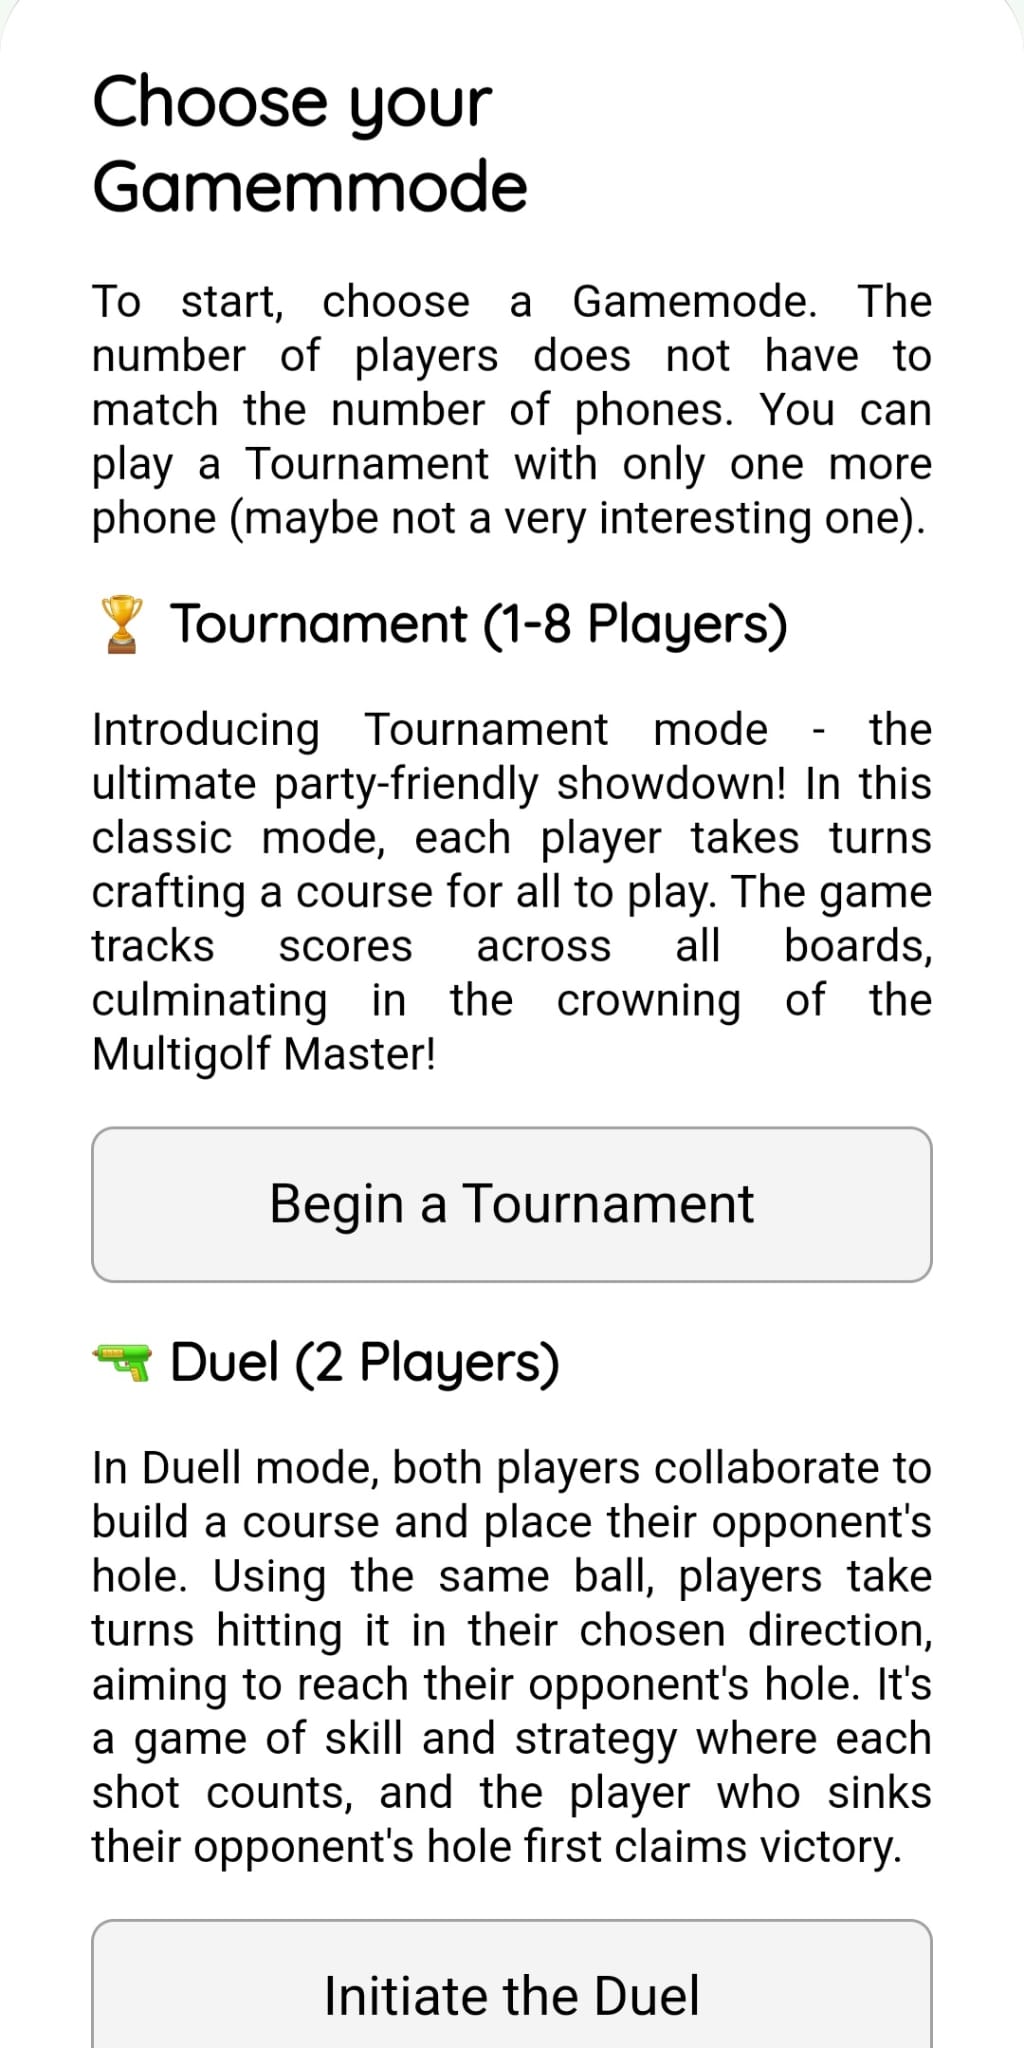 Choose your
Gamemmode
To start, choose a Gamemode. The
number of players does not have to
match the number of phones. You can
play a Tournament with only one more
phone (maybe not a very interesting one).
🏆 Tournament (1-8 Players)
Introducing Tournament mode - the
ultimate party-friendly showdown! In this
classic mode, each player takes turns
crafting a course for all to play. The game
tracks scores across all boards,
culminating in the crowning of the
Multigolf Master!
Begin a Tournament
🔫 Duel (2 Players)
In Duell mode, both players collaborate to
build a course and place their opponent's
hole. Using the same ball, players take
turns hitting it in their chosen direction,
aiming to reach their opponent's hole. It's
a game of skill and strategy where each
shot counts, and the player who sinks
their opponent's hole first claims victory.
Initiate the Duel